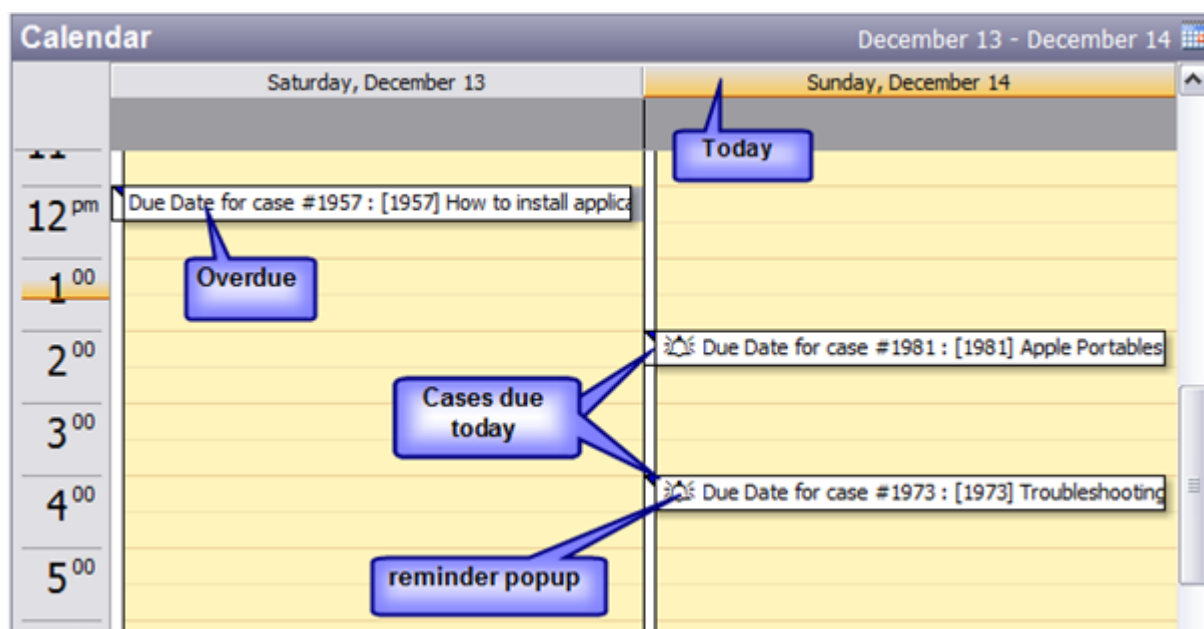 Calendar
December 13 - December 14
Saturday, December 13
Sunday, December 14
Today
12 pm
Due Date for case #1957 : [1957] How to install applica
Overdue
1 00
2 00
Due Date for case #1981 : [1981] Apple Portables
Cases due
today
3 00
4 00
Due Date for case #1973 : [1973] Troubleshooting
5 00
reminder popup